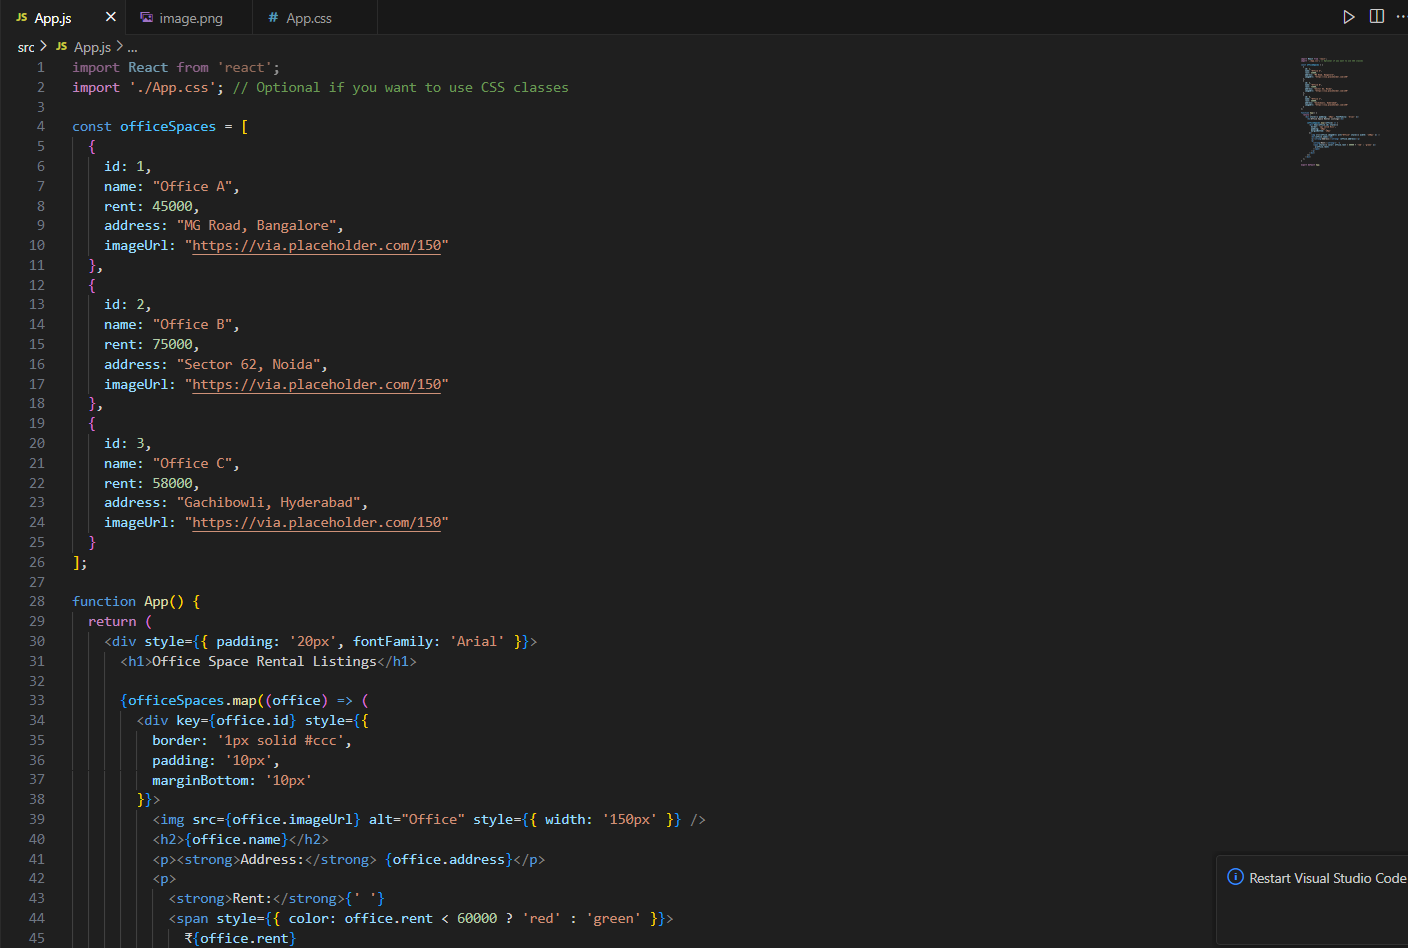 JS App.js × image.png # App.css
src > JS App.js > ...
1 import React from 'react';
2 import './App.css'; // Optional if you want to use CSS classes
3
4 const officeSpaces = [
5 {
6 id: 1,
7 name: "Office A",
8 rent: 45000,
9 address: "MG Road, Bangalore",
10 imageUrl: "https://via.placeholder.com/150"
11 },
12 {
13 id: 2,
14 name: "Office B",
15 rent: 75000,
16 address: "Sector 62, Noida",
17 imageUrl: "https://via.placeholder.com/150"
18 },
19 {
20 id: 3,
21 name: "Office C",
22 rent: 58000,
23 address: "Gachibowli, Hyderabad",
24 imageUrl: "https://via.placeholder.com/150"
25 }
26 ];
27
28 function App() {
29 return (
30 <div style={{ padding: '20px', fontFamily: 'Arial' }}>
31 <h1>Office Space Rental Listings</h1>
32
33 {officeSpaces.map((office) => (
34 <div key={office.id} style={{
35 border: '1px solid #ccc',
36 padding: '10px',
37 marginBottom: '10px'
38 }}>
39 <img src={office.imageUrl} alt="Office" style={{ width: '150px' }} />
40 <h2>{office.name}</h2>
41 <p><strong>Address:</strong> {office.address}</p>
42 <p>
43 <strong>Rent:</strong>{' '}
44 <span style={{ color: office.rent < 60000 ? 'red' : 'green' }}>
45 ₹{office.rent}
Restart Visual Studio Code